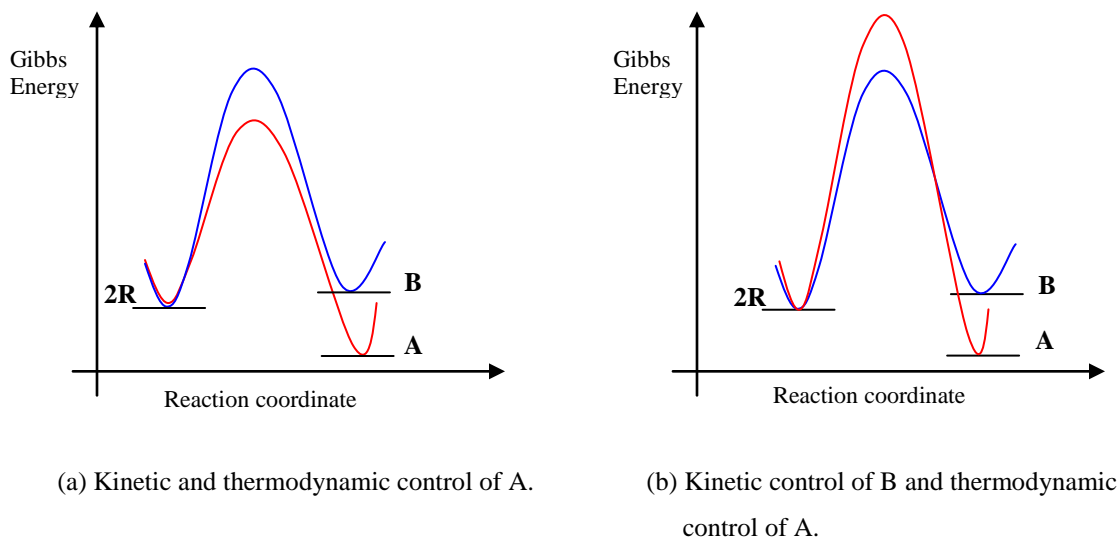 Gibbs
Energy
2R
B
A
Reaction coordinate
(a) Kinetic and thermodynamic control of A.
Gibbs
Energy
2R
B
A
Reaction coordinate
(b) Kinetic control of B and thermodynamic
control of A.